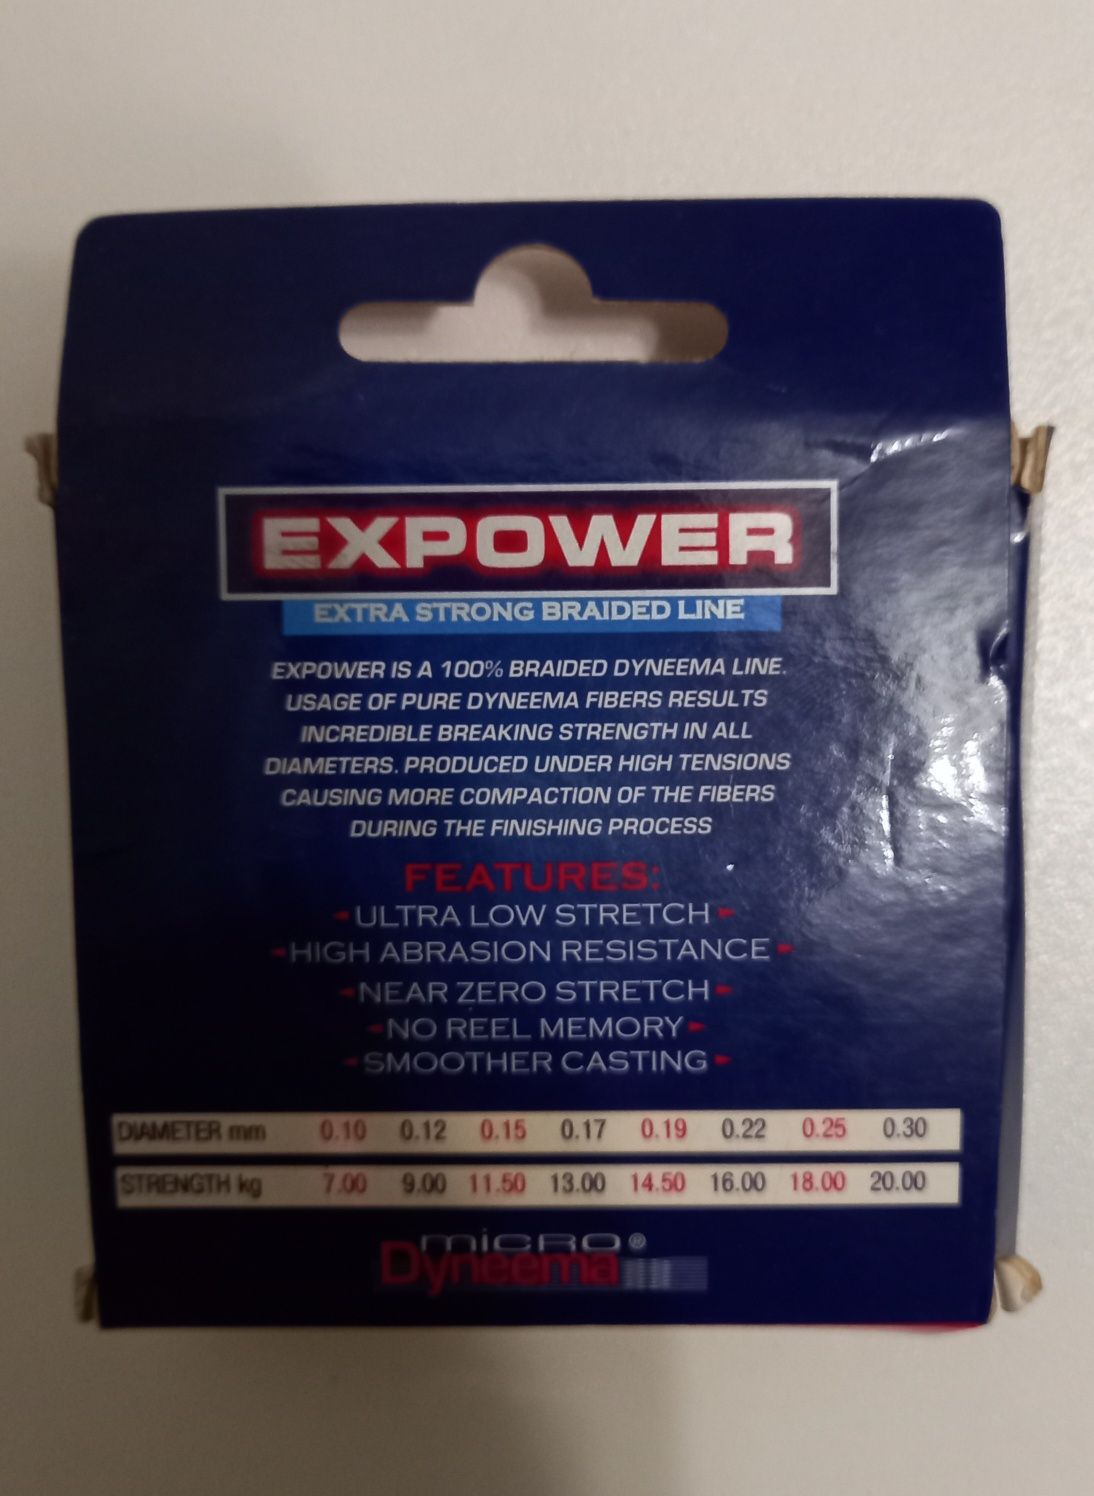 EXPOWER
EXTRA STRONG BRAIDED LINE
EXPOWER IS A 100% BRAIDED DYNEEMA LINE.
USAGE OF PURE DYNEEMA FIBERS RESULTS
INCREDIBLE BREAKING STRENGTH IN ALL
DIAMETERS. PRODUCED UNDER HIGH TENSIONS
CAUSING MORE COMPACTION OF THE FIBERS
DURING THE FINISHING PROCESS
FEATURES:
ULTRA LOW STRETCH
HIGH ABRASION RESISTANCE
NEAR ZERO STRETCH
NO REEL MEMORY
SMOOTHER CASTING
DIAMETER mm 0.10 0.12 0.15 0.17 0.19 0.22 0.25 0.30
STRENGTH kg 7.00 9.00 11.50 13.00 14.50 16.00 18.00 20.00
micro®
Dyneema